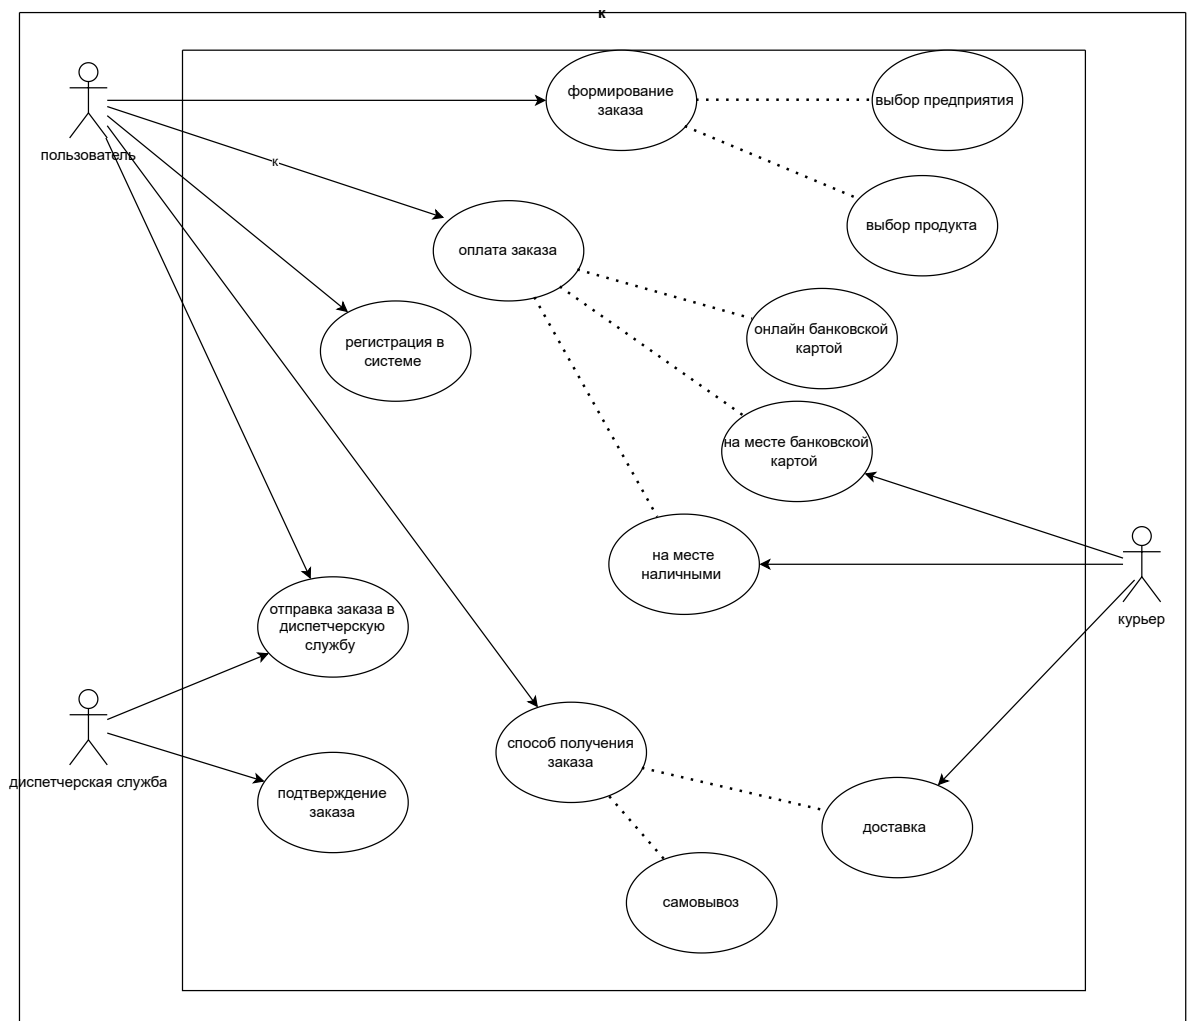 к
пользователь
формирование
заказа
выбор предприятия
к
выбор продукта
оплата заказа
онлайн банковской
картой
регистрация в
системе
на месте банковской
картой
на месте
наличными
курьер
отправка заказа в
диспетчерскую
службу
диспетчерская служба
способ получения
заказа
подтверждение
заказа
доставка
самовывоз